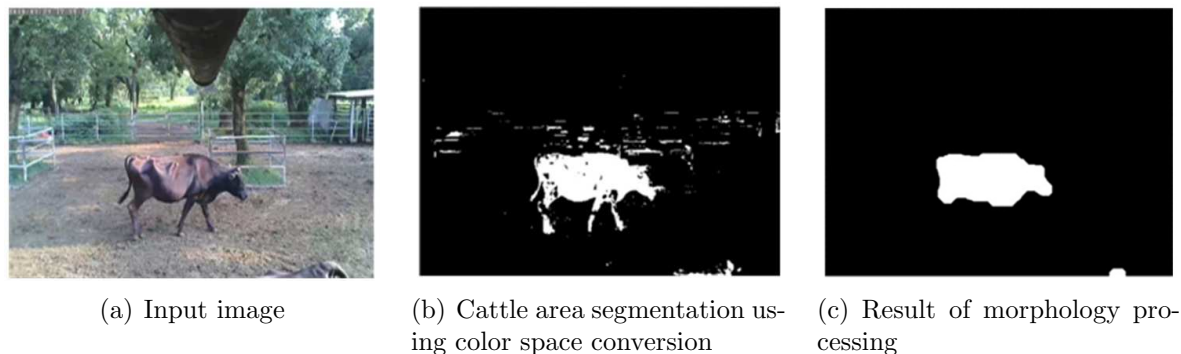 (a) Input image
(b) Cattle area segmentation us-
ing color space conversion
(c) Result of morphology pro-
cessing